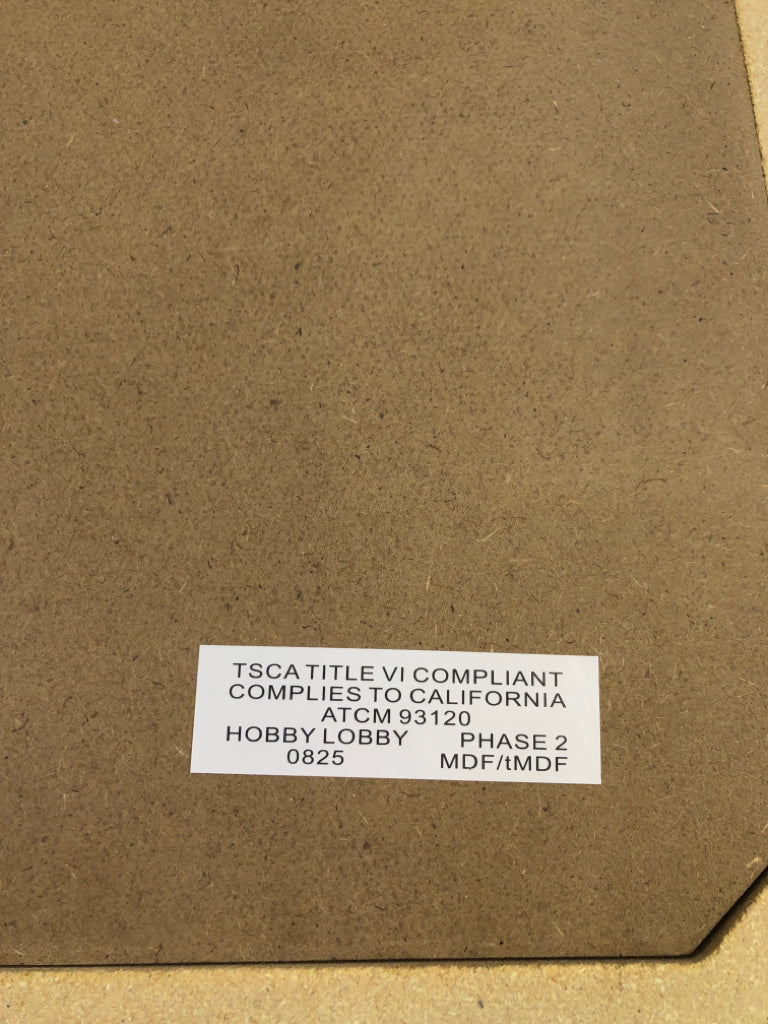 TSCA TITLE VI COMPLIANT
COMPLIES TO CALIFORNIA
ATCM 93120
HOBBY LOBBY PHASE 2
0825 MDF/tMDF